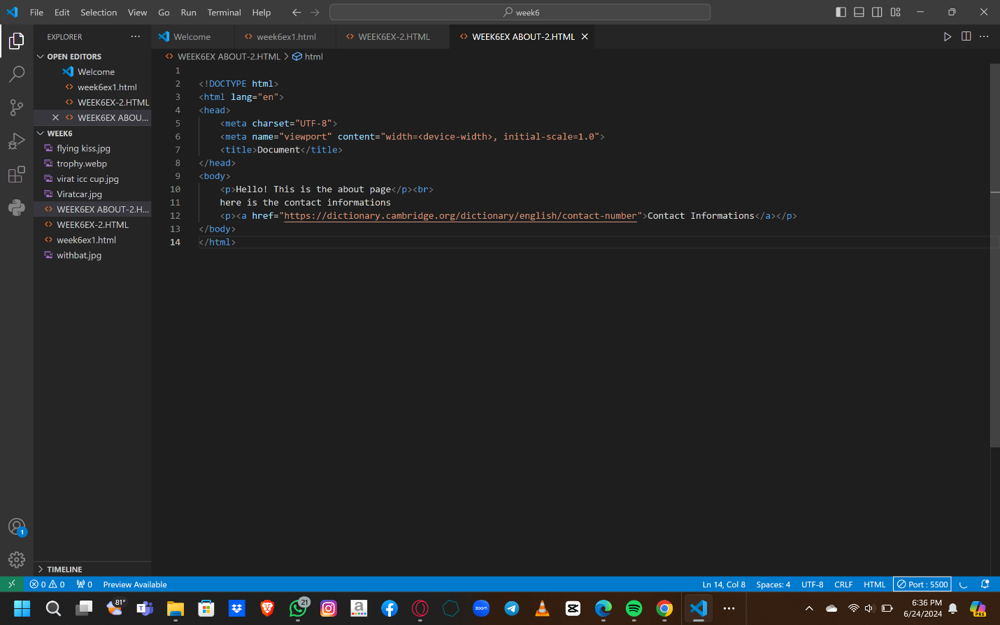 File Edit Selection View Go Run Terminal Help
week6
EXPLORER
Welcome
week6ex1.html
WEEK6EX-2.HTML
WEEK6EX ABOUT-2.HTML
OPEN EDITORS
Welcome
week6ex1.html
WEEK6EX-2.HTML
WEEK6EX ABOU...
WEEK6
flying kiss.jpg
trophy.webp
virat icc cup.jpg
Viratcar.jpg
WEEK6EX ABOUT-2.H...
WEEK6EX-2.HTML
week6ex1.html
withbat.jpg
TIMELINE
WEEK6EX ABOUT-2.HTML > html
1
2 <!DOCTYPE html>
3 <html lang="en">
4 <head>
5 <meta charset="UTF-8">
6 <meta name="viewport" content="width=<device-width>, initial-scale=1.0">
7 <title>Document</title>
8 </head>
9 <body>
10 <p>Hello! This is the about page</p><br>
11 here is the contact informations
12 <p><a href="https://dictionary.cambridge.org/dictionary/english/contact-number">Contact Informations</a></p>
13 </body>
14 </html>
1
0 0 0 Preview Available
Ln 14, Col 8 Spaces: 4 UTF-8 CRLF HTML Port : 5500
81°
21
zoom
a
PRE
6:36 PM
6/24/2024